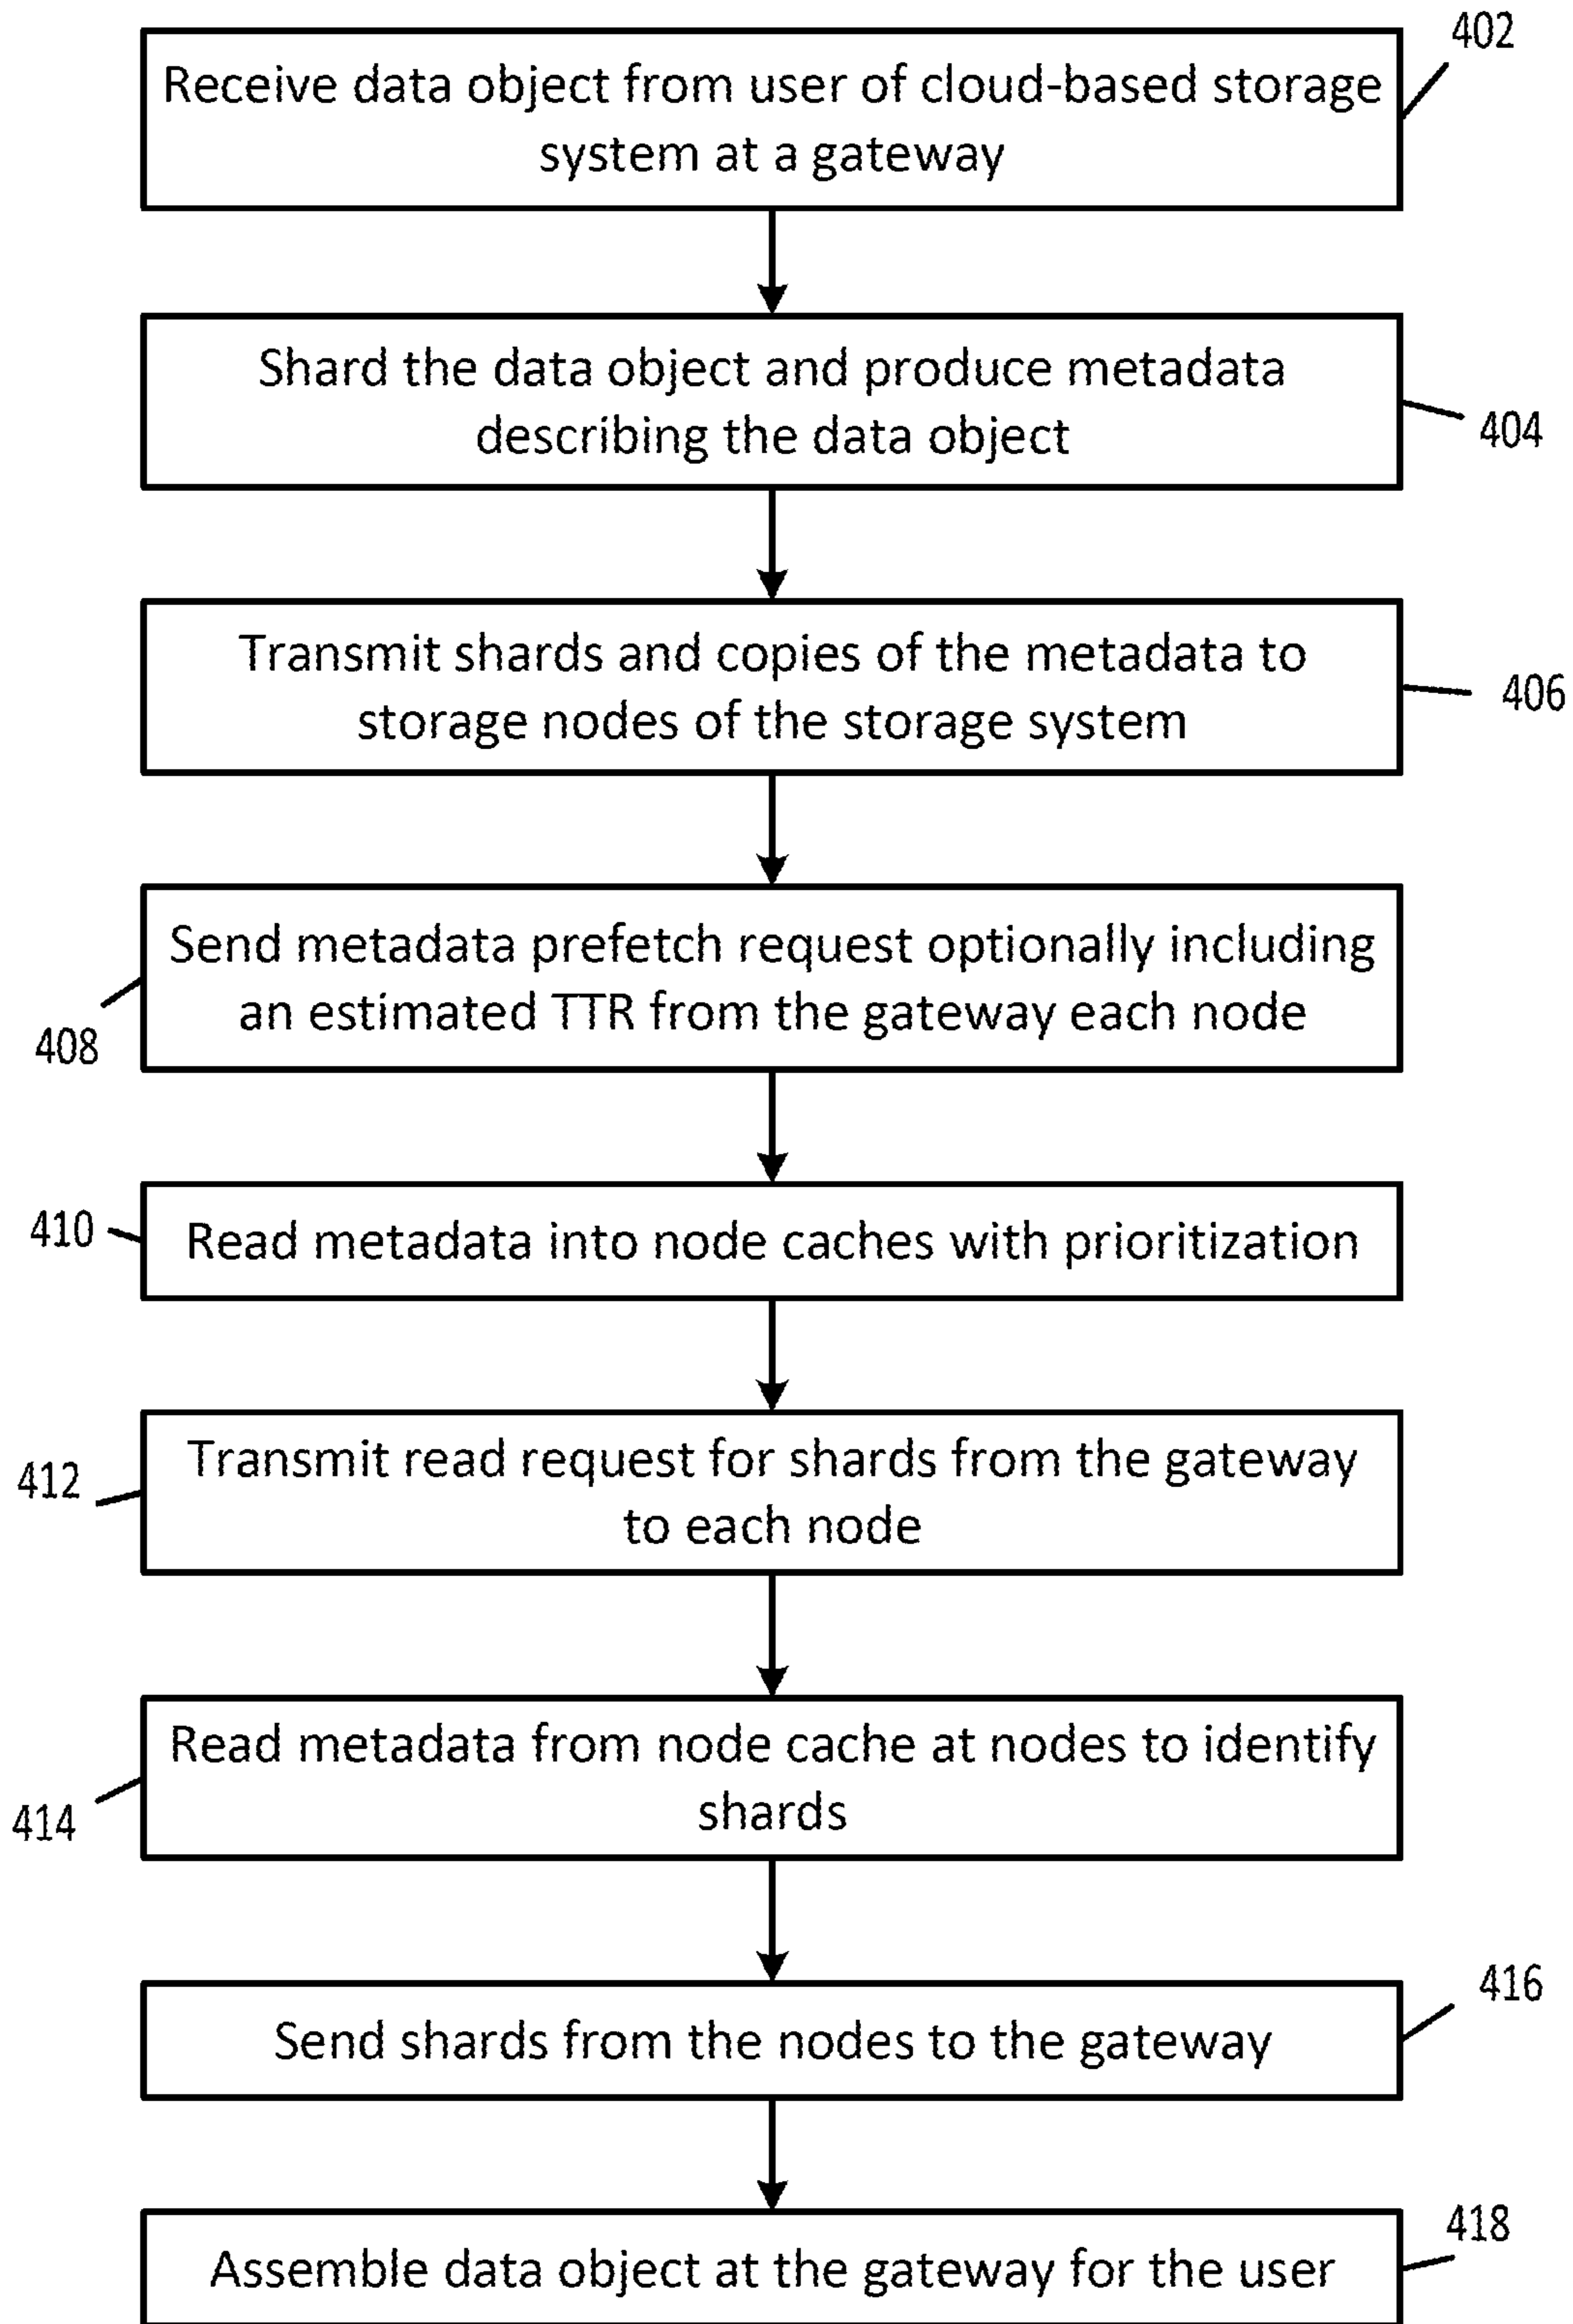 402
Receive data object from user of cloud-based storage
system at a gateway
Shard the data object and produce metadata
describing the data object
404
Transmit shards and copies of the metadata to
storage nodes of the storage system
406
Send metadata prefetch request optionally including
an estimated TTR from the gateway each node
408
410
Read metadata into node caches with prioritization
412
Transmit read request for shards from the gateway
to each node
Read metadata from node cache at nodes to identify
shards
414
416
Send shards from the nodes to the gateway
418
Assemble data object at the gateway for the user